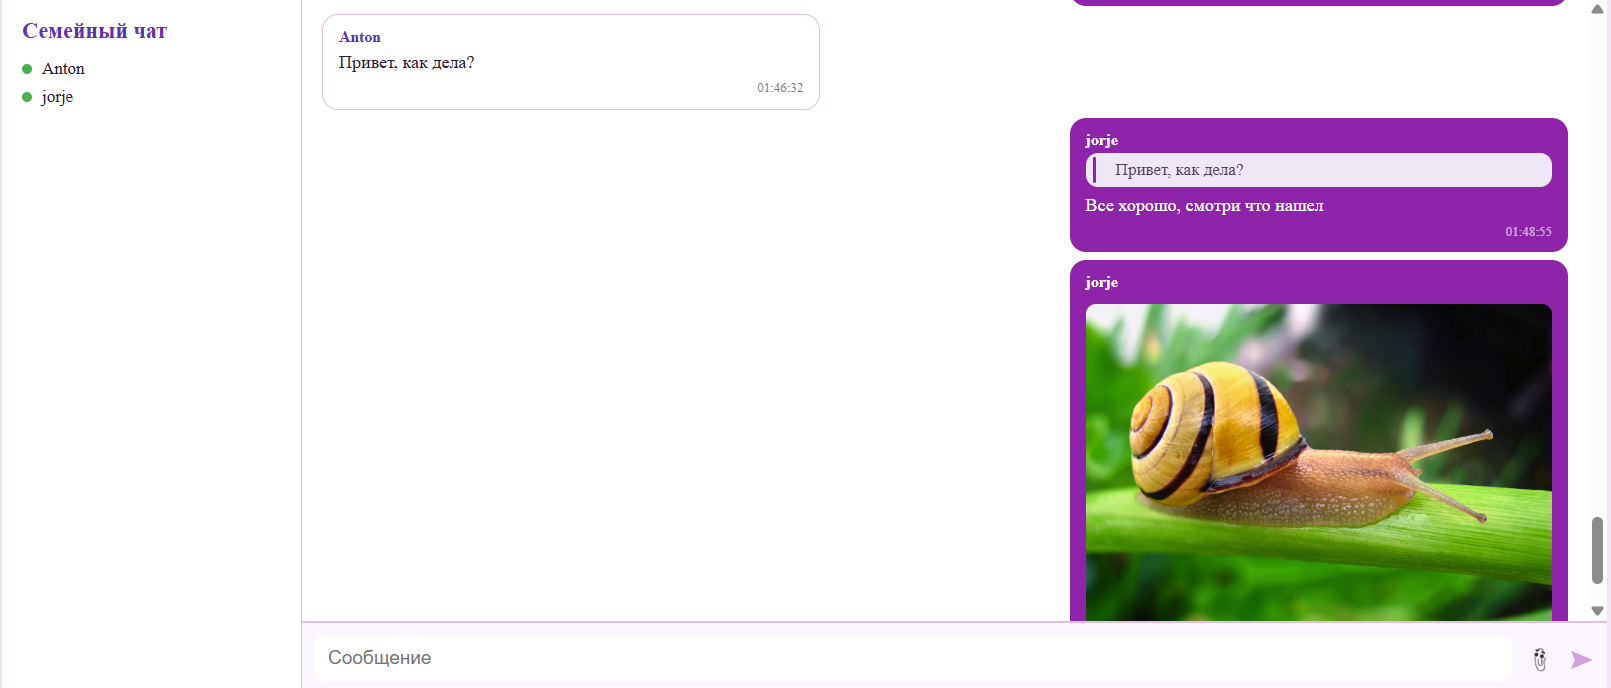 Семейный чат
Anton
jorje
Anton
Привет, как дела?
01:46:32
jorje
Привет, как дела?
Все хорошо, смотри что нашел
01:48:55
jorje
Сообщение